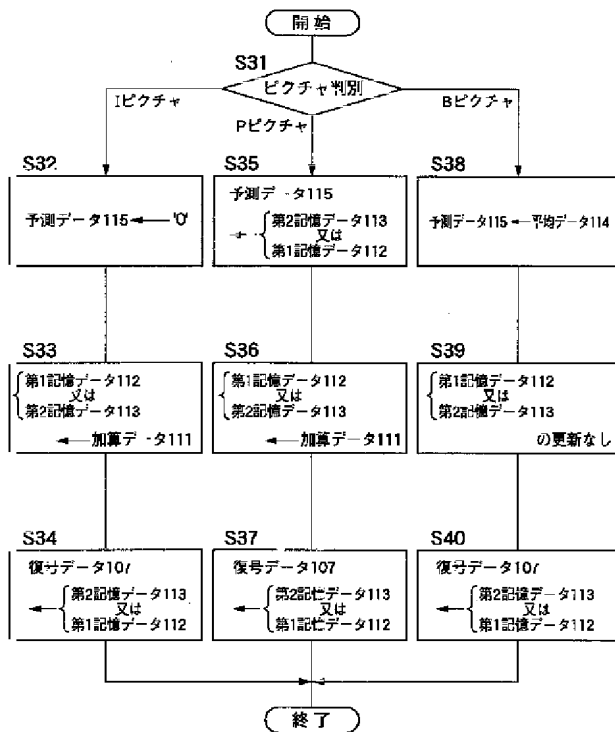 開始
S31
ピクチャ判別
Iピクチャ
Pピクチャ
Bピクチャ
S32
予測データ115 ← '0'
S35
予測データ115
← 第2記憶データ113
又は
第1記憶データ112
S38
予測データ115 ← 平均データ114
S33
第1記憶データ112
又は
第2記憶データ113
← 加算データ111
S36
第1記憶データ112
又は
第2記憶データ113
← 加算データ111
S39
第1記憶データ112
又は
第2記憶データ113
の更新なし
S34
復号データ107
← 第2記憶データ113
又は
第1記憶データ112
S37
復号データ107
← 第2記憶データ113
又は
第1記憶データ112
S40
復号データ107
← 第2記憶データ113
又は
第1記憶データ112
終了